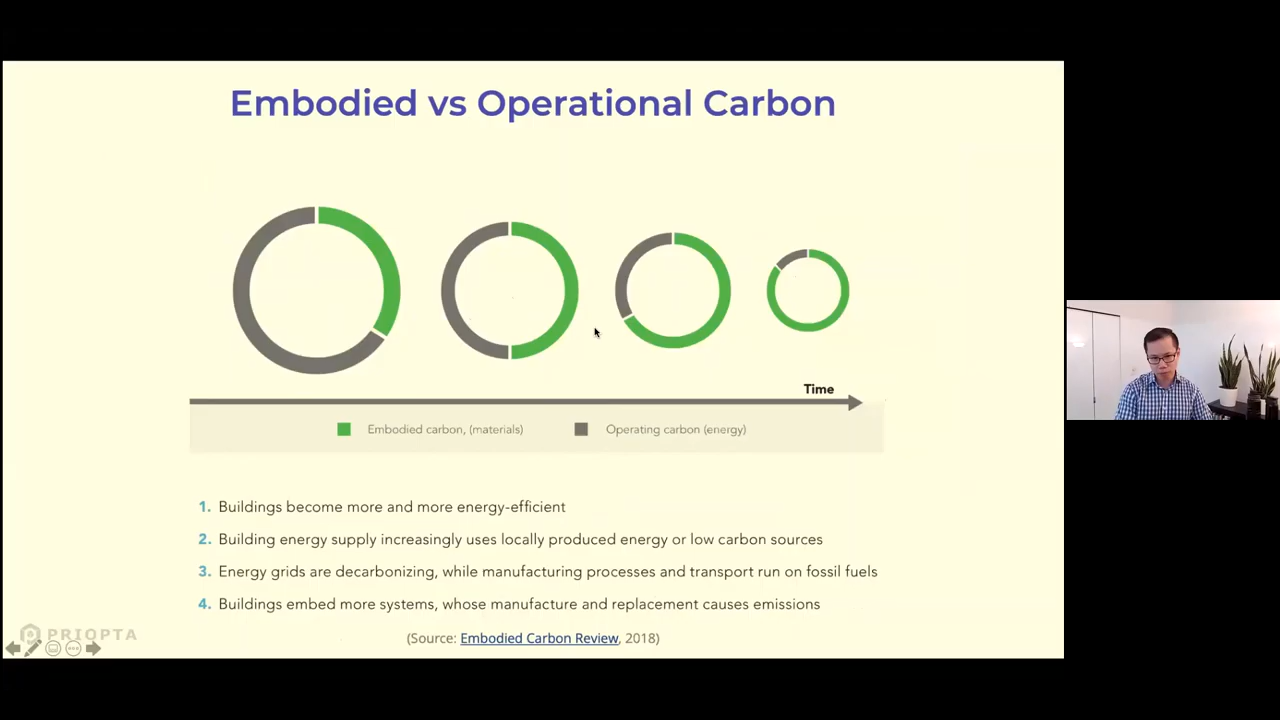 Embodied vs Operational Carbon
Time
Embodied carbon, (materials)
Operating carbon (energy)
1. Buildings become more and more energy-efficient
2. Building energy supply increasingly uses locally produced energy or low carbon sources
3. Energy grids are decarbonizing, while manufacturing processes and transport run on fossil fuels
4. Buildings embed more systems, whose manufacture and replacement causes emissions
PRIOPTA
(Source: Embodied Carbon Review, 2018)